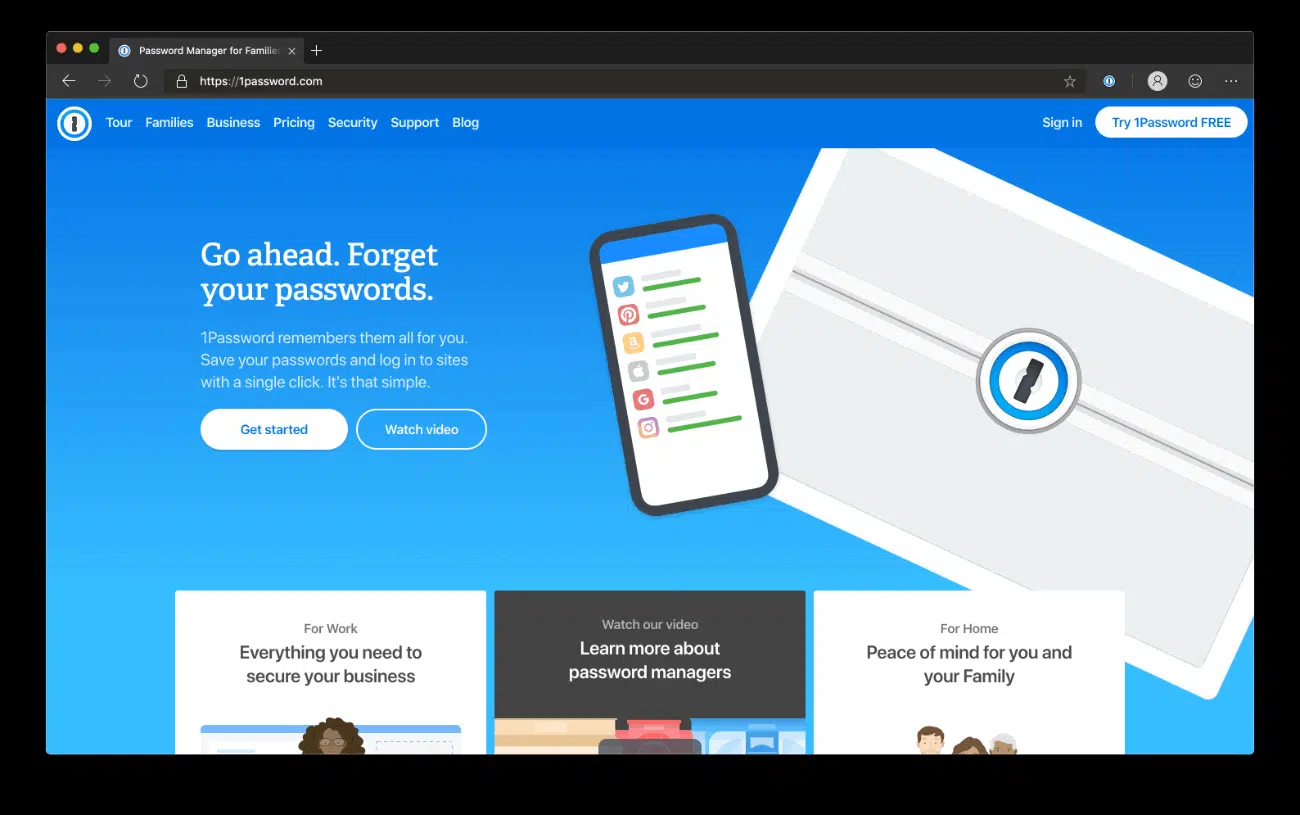 Password Manager for Familie
https://1password.com
Tour Families Business Pricing Security Support Blog
Sign in
Try 1Password FREE
Go ahead. Forget
your passwords.
1Password remembers them all for you.
Save your passwords and log in to sites
with a single click. It's that simple.
Get started
Watch video
For Work
Everything you need to
secure your business
Watch our video
Learn more about
password managers
For Home
Peace of mind for you and
your Family